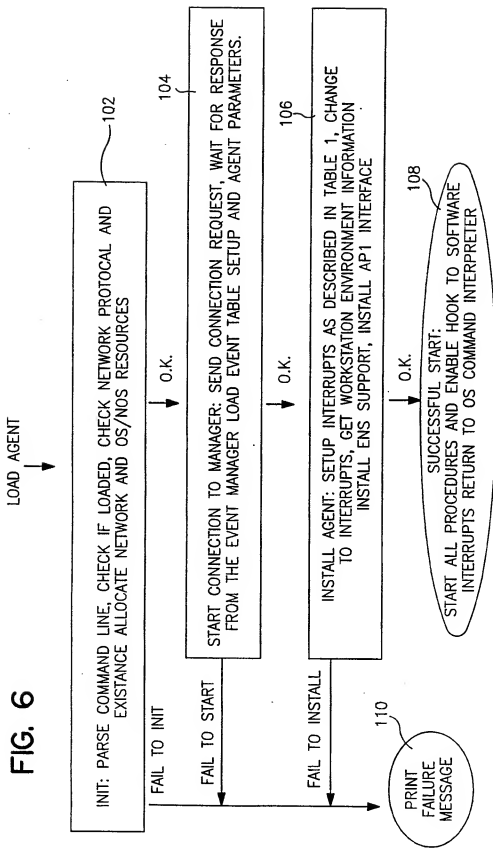 FIG. 6
LOAD AGENT
102
INIT: PARSE COMMAND LINE, CHECK IF LOADED, CHECK NETWORK PROTOCAL AND
EXISTANCE ALLOCATE NETWORK AND OS/NOS RESOURCES
FAIL TO INIT
O.K.
104
START CONNECTION TO MANAGER: SEND CONNECTION REQUEST, WAIT FOR RESPONSE
FROM THE EVENT MANAGER LOAD EVENT TABLE SETUP AND AGENT PARAMETERS.
FAIL TO START
O.K.
106
INSTALL AGENT: SETUP INTERRUPTS AS DESCRIBED IN TABLE 1, CHANGE
TO INTERRUPTS, GET WORKSTATION ENVIRONMENT INFORMATION
INSTALL ENS SUPPORT, INSTALL AP1 INTERFACE
FAIL TO INSTALL
O.K.
110
PRINT
FAILURE
MESSAGE
108
SUCCESSFUL START:
START ALL PROCEDURES AND ENABLE HOOK TO SOFTWARE
INTERRUPTS RETURN TO OS COMMAND INTERPRETER